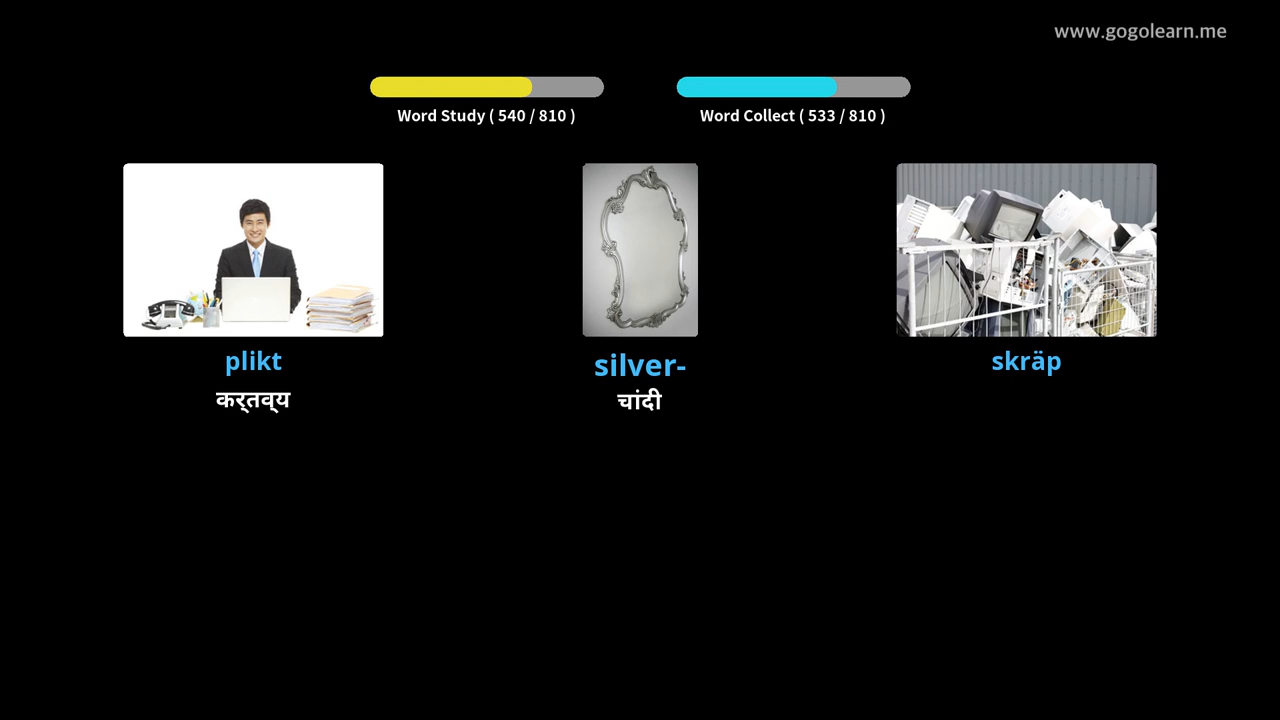 www.gogolearn.me
Word Study ( 540 / 810 )
Word Collect ( 533 / 810 )
plikt
कर्तव्य
silver-
चांदी
skräp